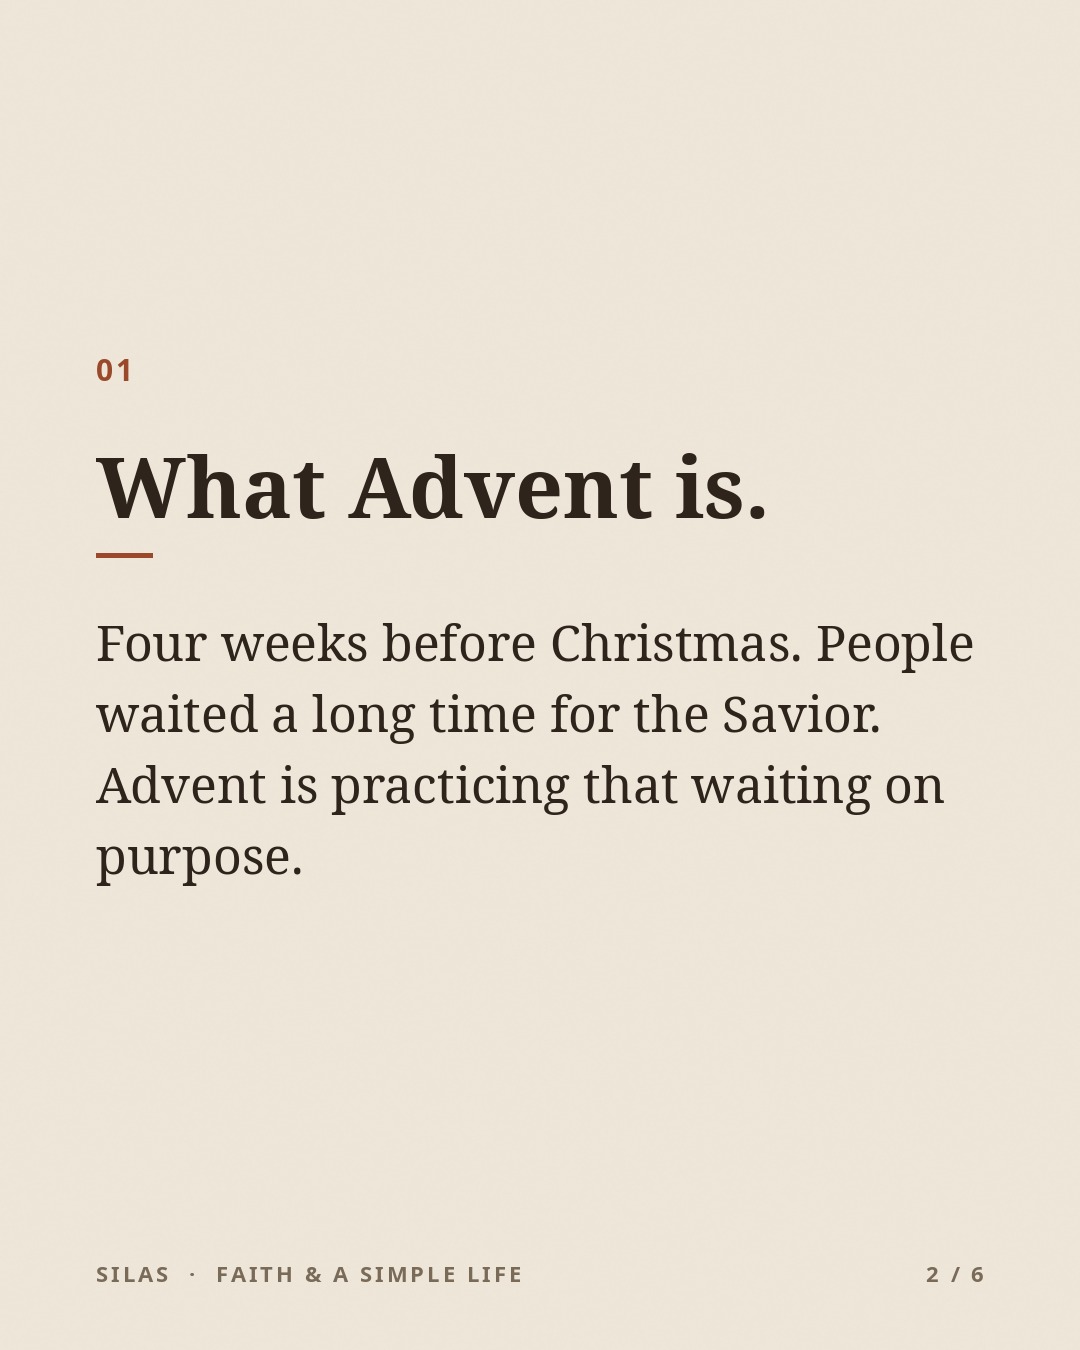 01
What Advent is.
Four weeks before Christmas. People
waited a long time for the Savior.
Advent is practicing that waiting on
purpose.
SILAS · FAITH & A SIMPLE LIFE
2 / 6